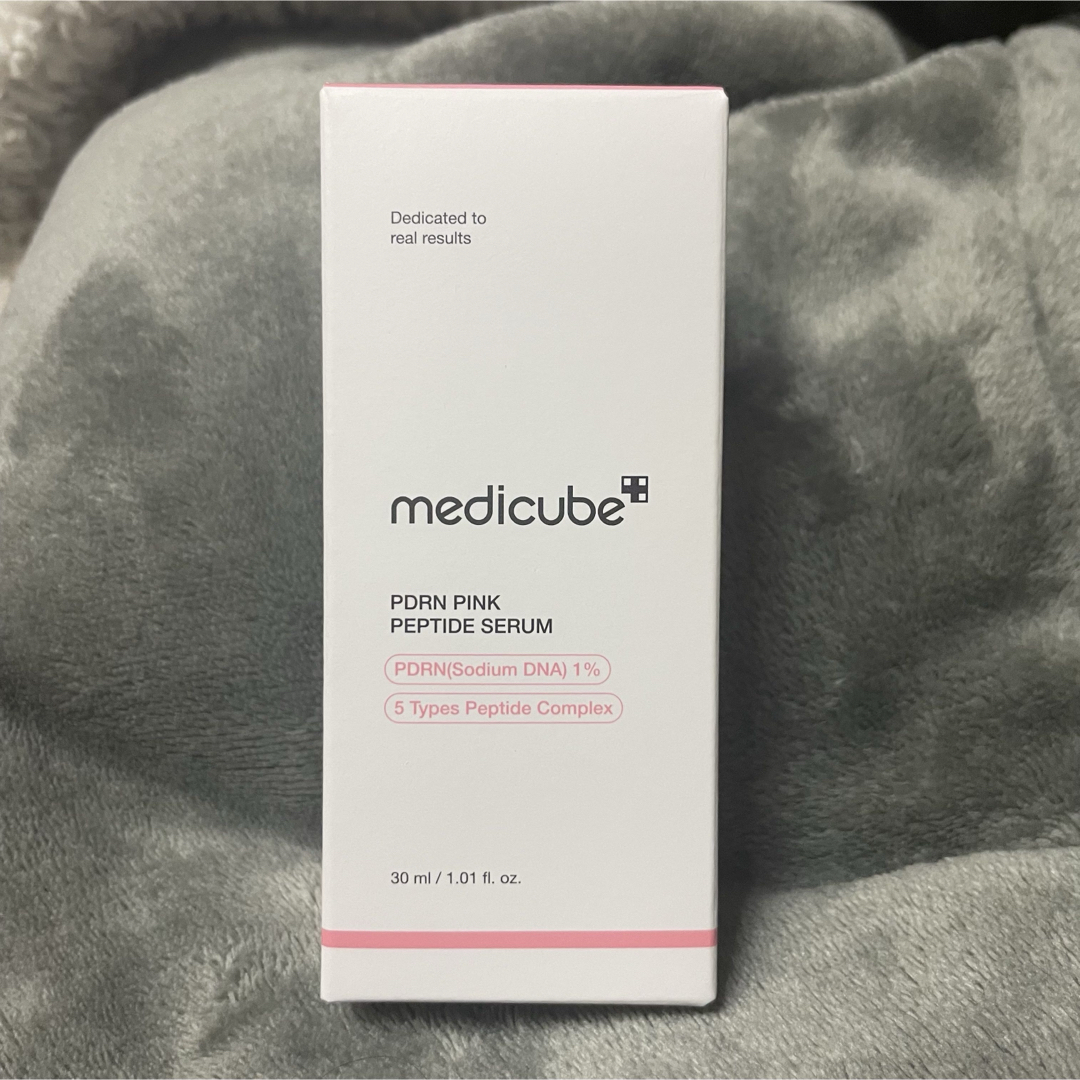 Dedicated to
real results
medicube
PDRN PINK
PEPTIDE SERUM
PDRN(Sodium DNA) 1%
5 Types Peptide Complex
30 ml / 1.01 fl. oz.